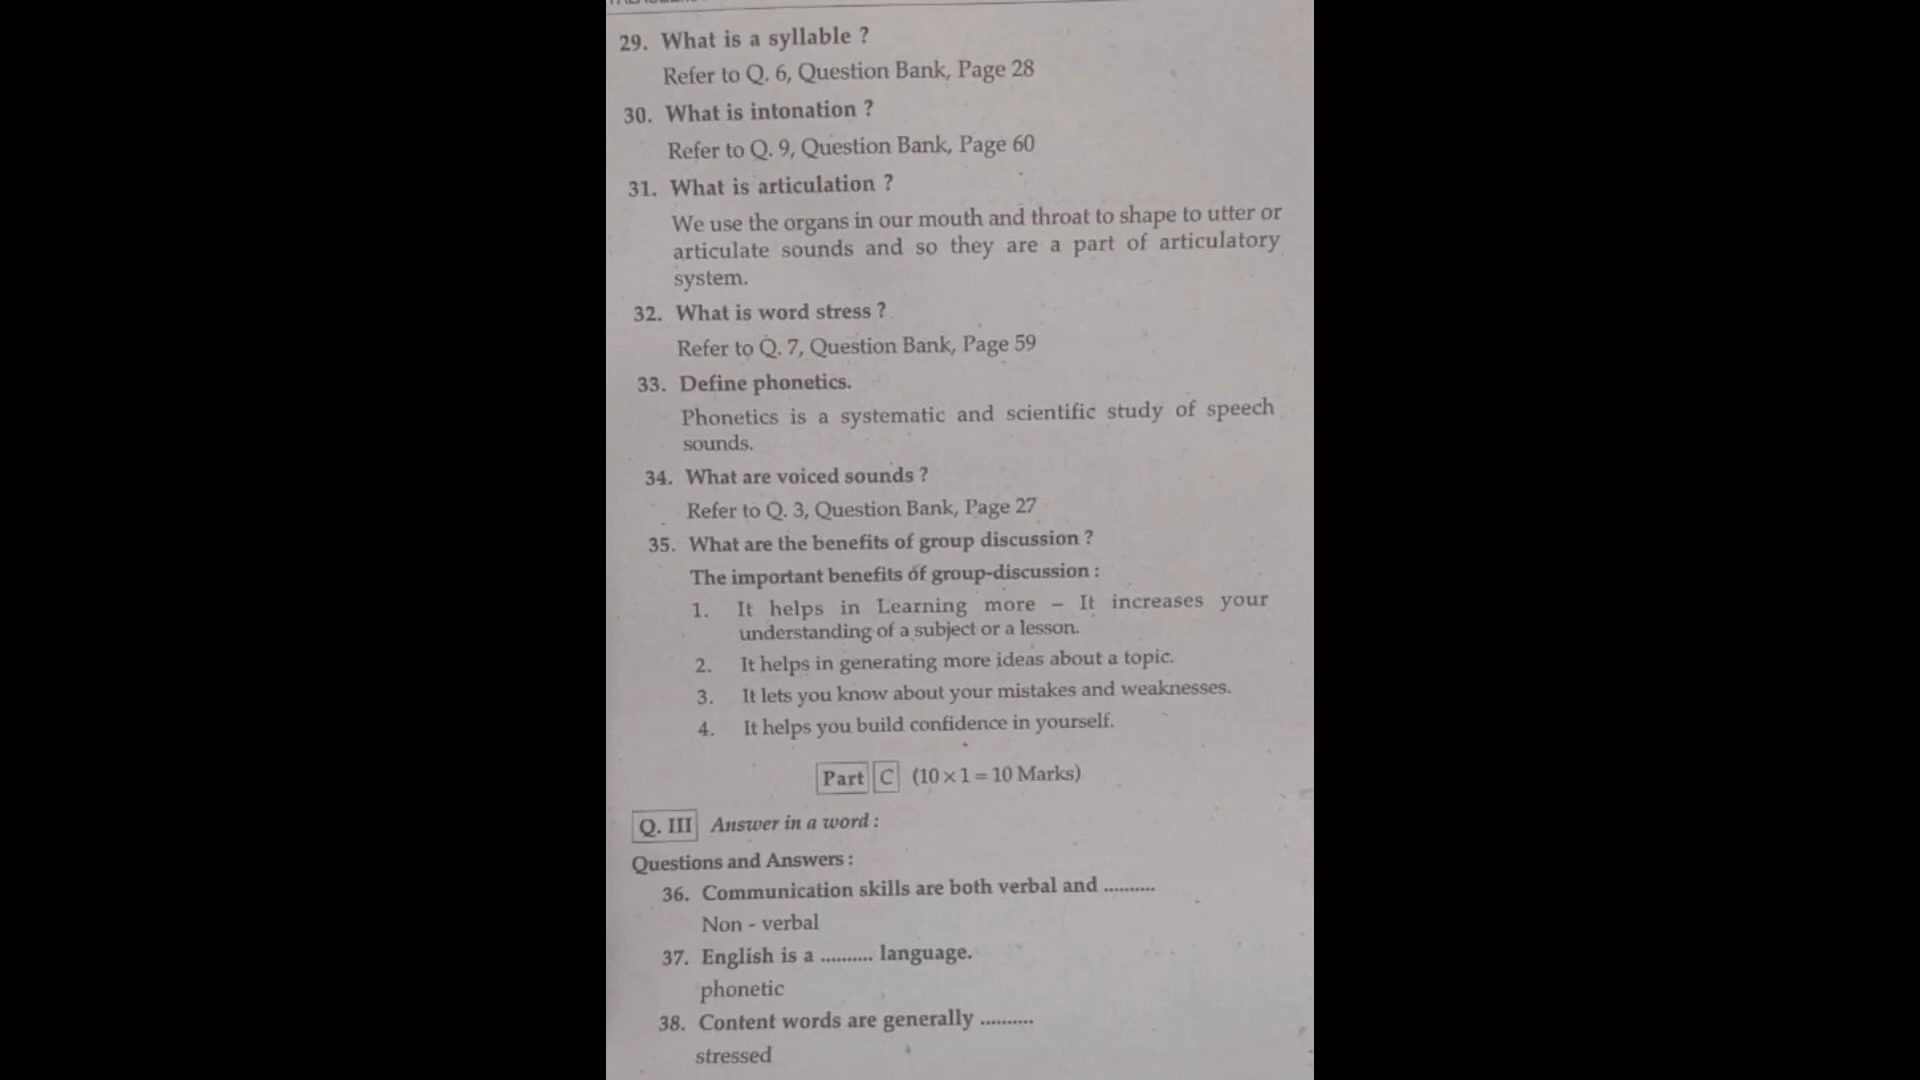 29. What is a syllable ?
Refer to Q. 6, Question Bank, Page 28
30. What is intonation ?
Refer to Q. 9, Question Bank, Page 60
31. What is articulation ?
We use the organs in our mouth and throat to shape to utter or
articulate sounds and so they are a part of articulatory
system.
32. What is word stress ?
Refer to Q. 7, Question Bank, Page 59
33. Define phonetics.
Phonetics is a systematic and scientific study of speech
sounds.
34. What are voiced sounds ?
Refer to Q. 3, Question Bank, Page 27
35. What are the benefits of group discussion ?
The important benefits of group-discussion :
1. It helps in Learning more – It increases your
understanding of a subject or a lesson.
2. It helps in generating more ideas about a topic.
3. It lets you know about your mistakes and weaknesses.
4. It helps you build confidence in yourself.
Part C (10 × 1 = 10 Marks)
Q. III Answer in a word :
Questions and Answers :
36. Communication skills are both verbal and ..........
Non - verbal
37. English is a .......... language.
phonetic
38. Content words are generally ..........
stressed